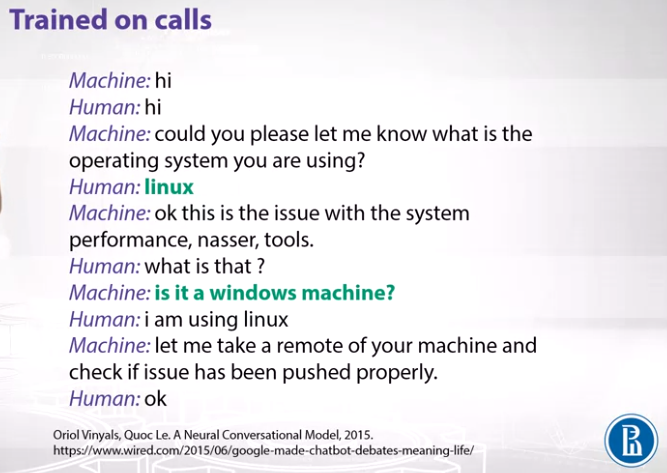 Trained on calls
Machine: hi
Human: hi
Machine: could you please let me know what is the
operating system you are using?
Human: linux
Machine: ok this is the issue with the system
performance, nasser, tools.
Human: what is that ?
Machine: is it a windows machine?
Human: i am using linux
Machine: let me take a remote of your machine and
check if issue has been pushed properly.
Human: ok
Oriol Vinyals, Quoc Le. A Neural Conversational Model, 2015.
https://www.wired.com/2015/06/google-made-chatbot-debates-meaning-life/